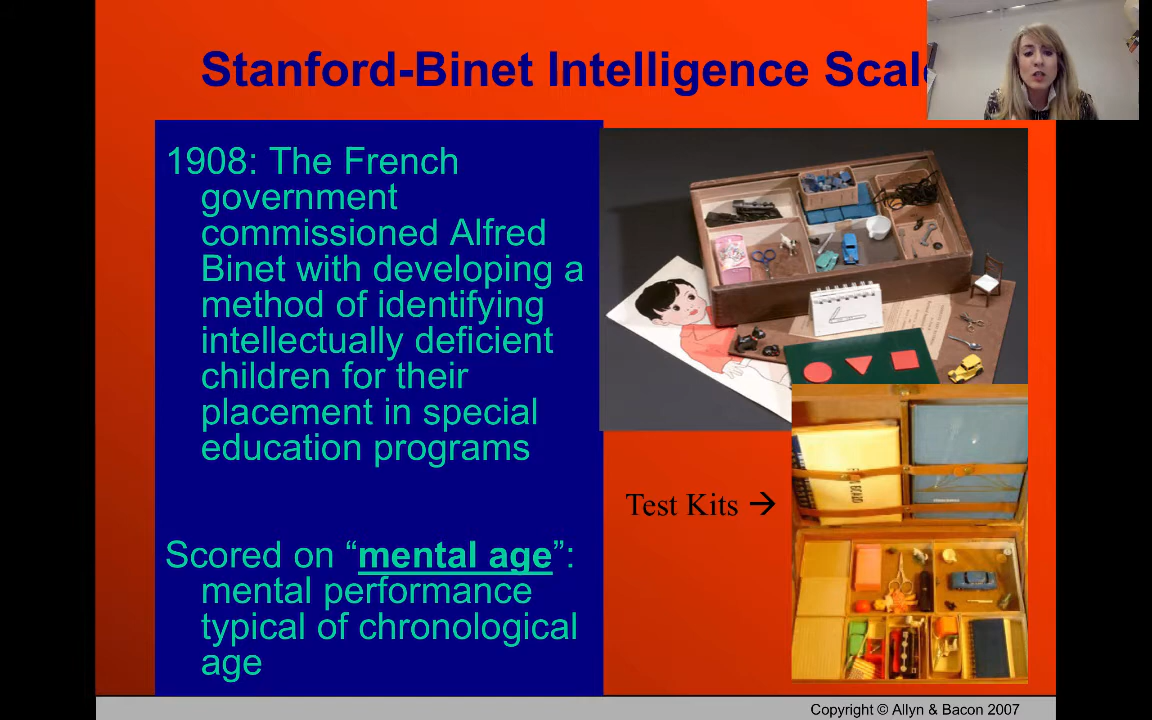 Stanford-Binet Intelligence Scale
1908: The French
government
commissioned Alfred
Binet with developing a
method of identifying
intellectually deficient
children for their
placement in special
education programs
Test Kits →
Scored on “mental age”:
mental performance
typical of chronological
age
Copyright © Allyn & Bacon 2007